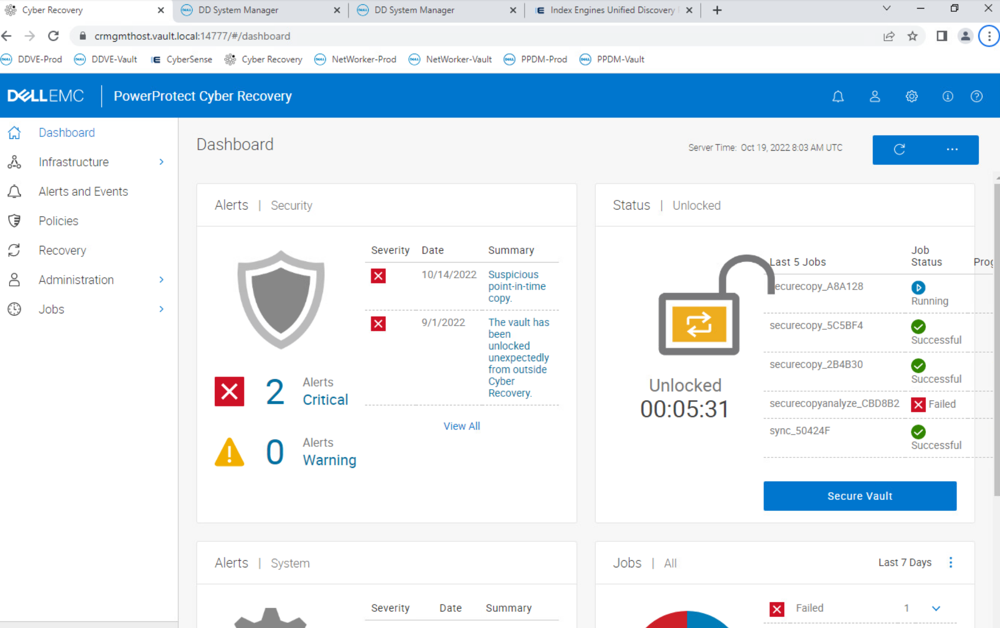 Cyber Recovery
DD System Manager
DD System Manager
Index Engines Unified Discovery
crmgmthost.vault.local:14777/#/dashboard
DDVE-Prod
DDVE-Vault
CyberSense
Cyber Recovery
NetWorker-Prod
NetWorker-Vault
PPDM-Prod
PPDM-Vault
DELLEMC
PowerProtect Cyber Recovery
Dashboard
Infrastructure
Alerts and Events
Policies
Recovery
Administration
Jobs
Dashboard
Server Time: Oct 19, 2022 8:03 AM UTC
Alerts | Security
Severity Date Summary
10/14/2022 Suspicious
point-in-time
copy.
9/1/2022 The vault has
been
unlocked
unexpectedly
from outside
Cyber
Recovery.
View All
2 Alerts
Critical
0 Alerts
Warning
Status | Unlocked
Unlocked
00:05:31
Last 5 Jobs
Job
Status
Prog
securecopy_A8A128
Running
securecopy_5C5BF4
Successful
securecopy_2B4B30
Successful
securecopyanalyze_CBD8B2 Failed
sync_50424F
Successful
Secure Vault
Alerts | System
Severity Date Summary
Jobs | All
Last 7 Days
Failed 1